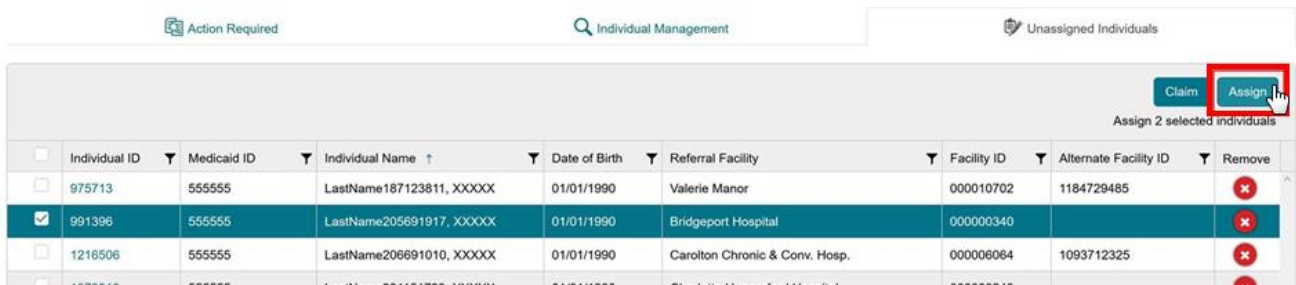 Action Required Individual Management Unassigned Individuals
Claim Assign
Assign 2 selected individuals
Individual ID Medicaid ID Individual Name ↑ Date of Birth Referral Facility Facility ID Alternate Facility ID Remove
975713 555555 LastName187123811, XXXXX 01/01/1990 Valerie Manor 000010702 1184729485
991396 555555 LastName205691917, XXXXX 01/01/1990 Bridgeport Hospital 000000340
1216506 555555 LastName206691010, XXXXX 01/01/1990 Carolton Chronic & Conv. Hosp. 000006064 1093712325